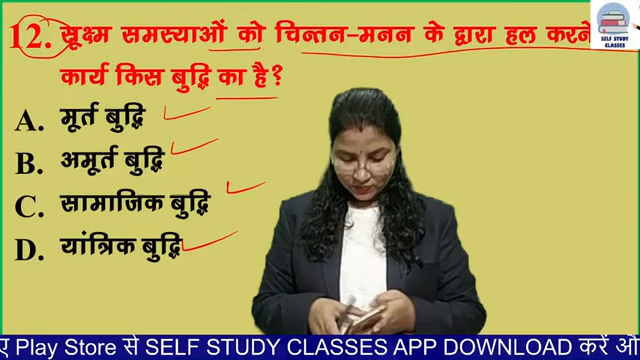 12. सूक्ष्म समस्याओं को चिन्तन-मनन के द्वारा हल करने
कार्य किस बुद्धि का है?
A. मूर्त बुद्धि
B. अमूर्त बुद्धि
C. सामाजिक बुद्धि
D. यांत्रिक बुद्धि
SELF STUDY
CLASSES
ए Play Store से SELF STUDY CLASSES APP DOWNLOAD करें औ